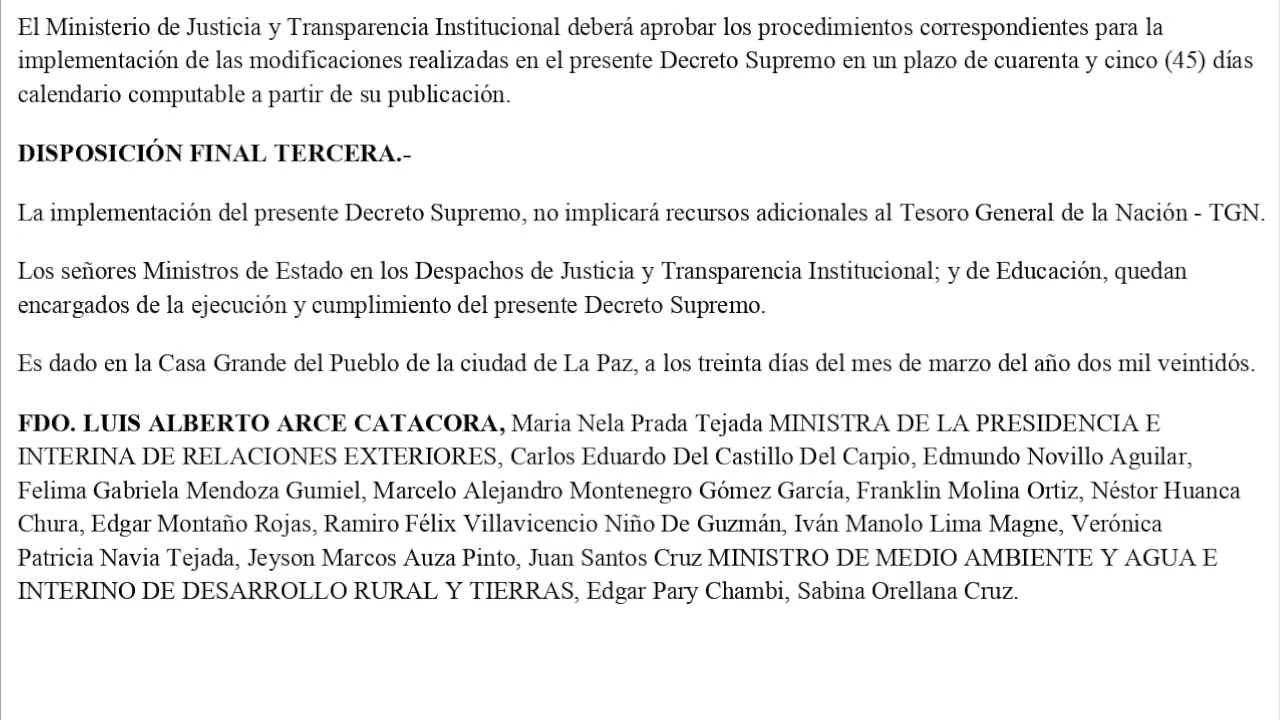 El Ministerio de Justicia y Transparencia Institucional deberá aprobar los procedimientos correspondientes para la
implementación de las modificaciones realizadas en el presente Decreto Supremo en un plazo de cuarenta y cinco (45) días
calendario computable a partir de su publicación.
DISPOSICIÓN FINAL TERCERA.-
La implementación del presente Decreto Supremo, no implicará recursos adicionales al Tesoro General de la Nación - TGN.
Los señores Ministros de Estado en los Despachos de Justicia y Transparencia Institucional; y de Educación, quedan
encargados de la ejecución y cumplimiento del presente Decreto Supremo.
Es dado en la Casa Grande del Pueblo de la ciudad de La Paz, a los treinta días del mes de marzo del año dos mil veintidós.
FDO. LUIS ALBERTO ARCE CATACORA, Maria Nela Prada Tejada MINISTRA DE LA PRESIDENCIA E
INTERINA DE RELACIONES EXTERIORES, Carlos Eduardo Del Castillo Del Carpio, Edmundo Novillo Aguilar,
Felima Gabriela Mendoza Gumiel, Marcelo Alejandro Montenegro Gómez García, Franklin Molina Ortiz, Néstor Huanca
Chura, Edgar Montaño Rojas, Ramiro Félix Villavicencio Niño De Guzmán, Iván Manolo Lima Magne, Verónica
Patricia Navia Tejada, Jeyson Marcos Auza Pinto, Juan Santos Cruz MINISTRO DE MEDIO AMBIENTE Y AGUA E
INTERINO DE DESARROLLO RURAL Y TIERRAS, Edgar Pary Chambi, Sabina Orellana Cruz.